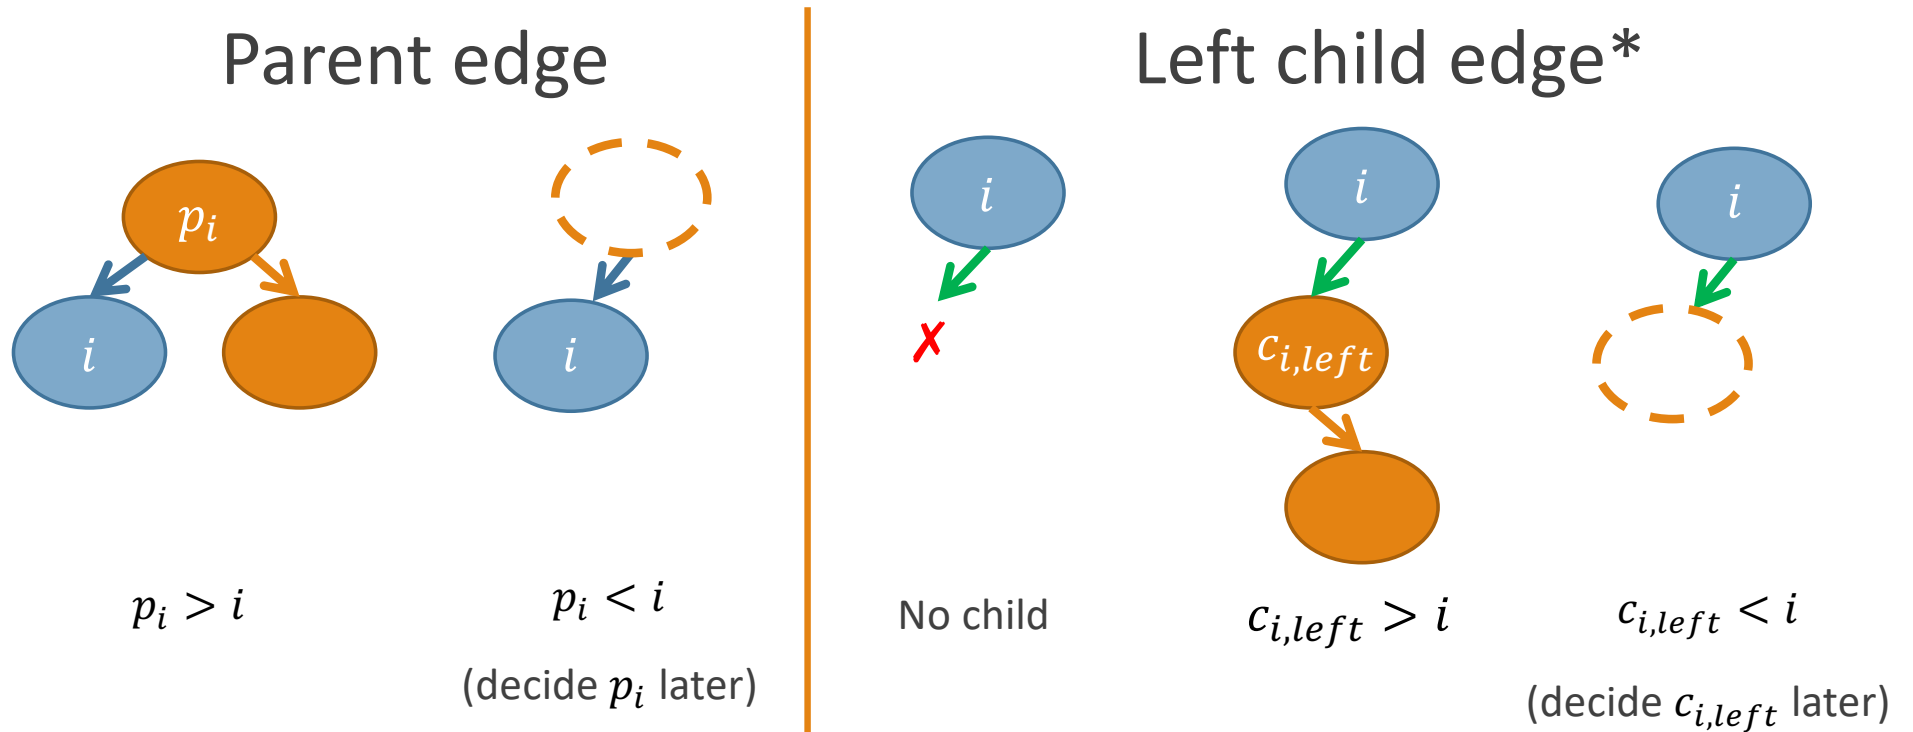 Parent edge
p_i
i
i
p_i > i
p_i < i
(decide p_i later)
Left child edge*
i
✗
i
c_{i,left}
i
No child
c_{i,left} > i
c_{i,left} < i
(decide c_{i,left} later)